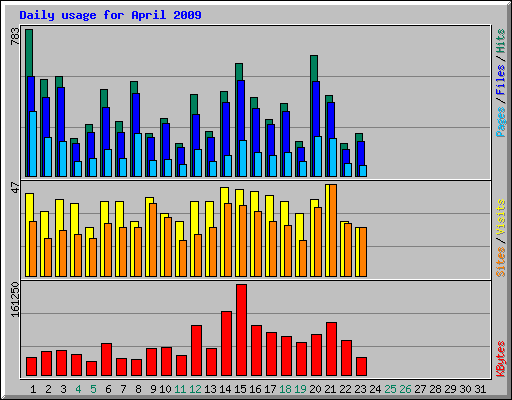 Daily usage for April 2009
783
Pages / Files / Hits
47
Sites / Visits
161250
KBytes
1 2 3 4 5 6 7 8 9 10 11 12 13 14 15 16 17 18 19 20 21 22 23 24 25 26 27 28 29 30 31